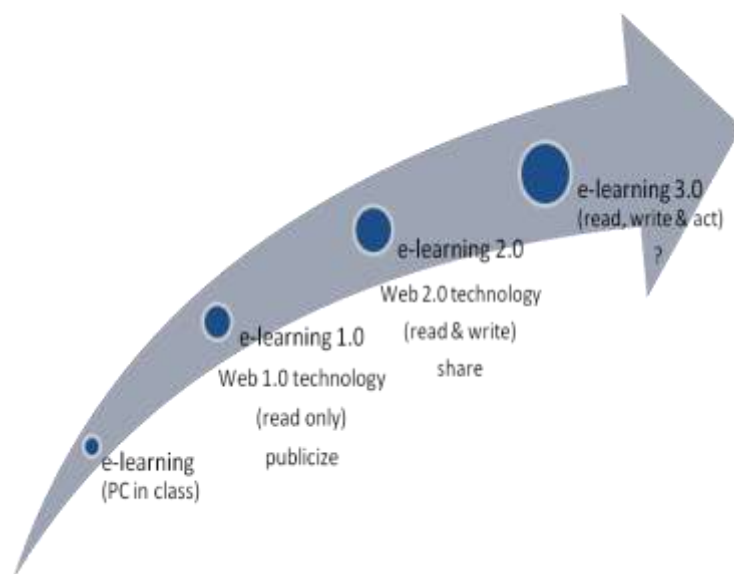 e-learning 3.0
(read, write & act)
?
e-learning 2.0
Web 2.0 technology
(read & write)
share
e-learning 1.0
Web 1.0 technology
(read only)
publicize
e-learning
(PC in class)